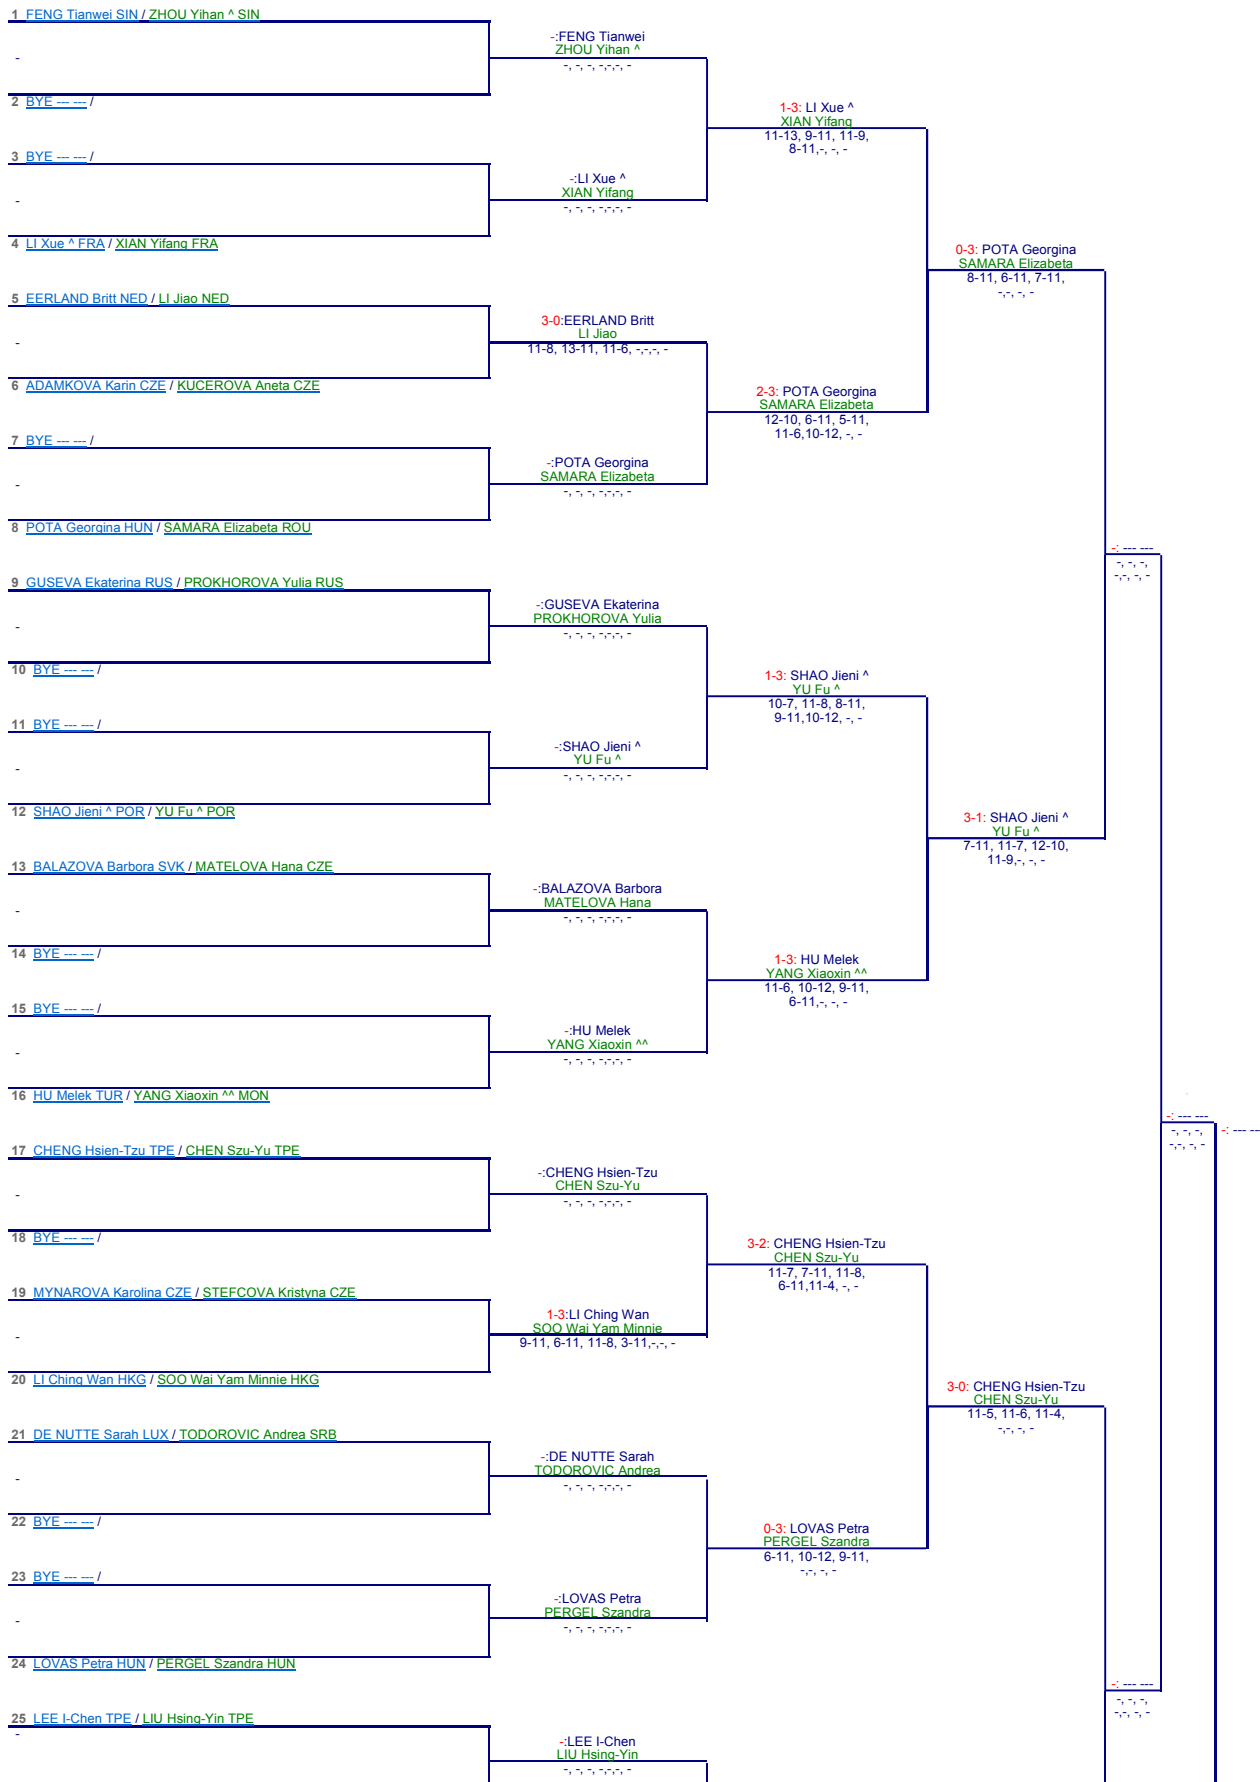 1 FENG Tianwei SIN / ZHOU Yihan ^ SIN
-
2 BYE --- --- /
3 BYE --- --- /
-
4 LI Xue ^ FRA / XIAN Yifang FRA
5 EERLAND Britt NED / LI Jiao NED
-
6 ADAMKOVA Karin CZE / KUCEROVA Aneta CZE
7 BYE --- --- /
-
8 POTA Georgina HUN / SAMARA Elizabeta ROU
9 GUSEVA Ekaterina RUS / PROKHOROVA Yulia RUS
-
10 BYE --- --- /
11 BYE --- --- /
-
12 SHAO Jieni ^ POR / YU Fu ^ POR
13 BALAZOVA Barbora SVK / MATELOVA Hana CZE
-
14 BYE --- --- /
15 BYE --- --- /
-
16 HU Melek TUR / YANG Xiaoxin ^^ MON
17 CHENG Hsien-Tzu TPE / CHEN Szu-Yu TPE
-
18 BYE --- --- /
19 MYNAROVA Karolina CZE / STEFCOVA Kristyna CZE
-
20 LI Ching Wan HKG / SOO Wai Yam Minnie HKG
21 DE NUTTE Sarah LUX / TODOROVIC Andrea SRB
-
22 BYE --- --- /
23 BYE --- --- /
-
24 LOVAS Petra HUN / PERGEL Szandra HUN
25 LEE I-Chen TPE / LIU Hsing-Yin TPE
-
-:FENG Tianwei
ZHOU Yihan ^
-, -, -, -,-,-, -
-:LI Xue ^
XIAN Yifang
-, -, -, -,-,-, -
3-0:EERLAND Britt
LI Jiao
11-8, 13-11, 11-6, -,-,-, -
-:POTA Georgina
SAMARA Elizabeta
-, -, -, -,-,-, -
-:GUSEVA Ekaterina
PROKHOROVA Yulia
-, -, -, -,-,-, -
-:SHAO Jieni ^
YU Fu ^
-, -, -, -,-,-, -
-:BALAZOVA Barbora
MATELOVA Hana
-, -, -, -,-,-, -
-:HU Melek
YANG Xiaoxin ^^
-, -, -, -,-,-, -
-:CHENG Hsien-Tzu
CHEN Szu-Yu
-, -, -, -,-,-, -
1-3:LI Ching Wan
SOO Wai Yam Minnie
9-11, 6-11, 11-8, 3-11,-,-, -
-:DE NUTTE Sarah
TODOROVIC Andrea
-, -, -, -,-,-, -
-:LOVAS Petra
PERGEL Szandra
-, -, -, -,-,-, -
-:LEE I-Chen
LIU Hsing-Yin
-, -, -, -,-,-, -
1-3: LI Xue ^
XIAN Yifang
11-13, 9-11, 11-9,
8-11,-, -, -
2-3: POTA Georgina
SAMARA Elizabeta
12-10, 6-11, 5-11,
11-6,10-12, -, -
1-3: SHAO Jieni ^
YU Fu ^
10-7, 11-8, 8-11,
9-11,10-12, -, -
1-3: HU Melek
YANG Xiaoxin ^^
11-6, 10-12, 9-11,
6-11,-, -, -
3-2: CHENG Hsien-Tzu
CHEN Szu-Yu
11-7, 7-11, 11-8,
6-11,11-4, -, -
0-3: LOVAS Petra
PERGEL Szandra
6-11, 10-12, 9-11,
-,-, -, -
0-3: POTA Georgina
SAMARA Elizabeta
8-11, 6-11, 7-11,
-,-, -, -
3-1: SHAO Jieni ^
YU Fu ^
7-11, 11-7, 12-10,
11-9,-, -, -
3-0: CHENG Hsien-Tzu
CHEN Szu-Yu
11-5, 11-6, 11-4,
-,-, -, -
-: --- ---
-, -, -,
-,-, -, -
-: --- ---
-, -, -,
-,-, -, -
-: --- ---
-, -, -,
-,-, -, -
-: --- ---